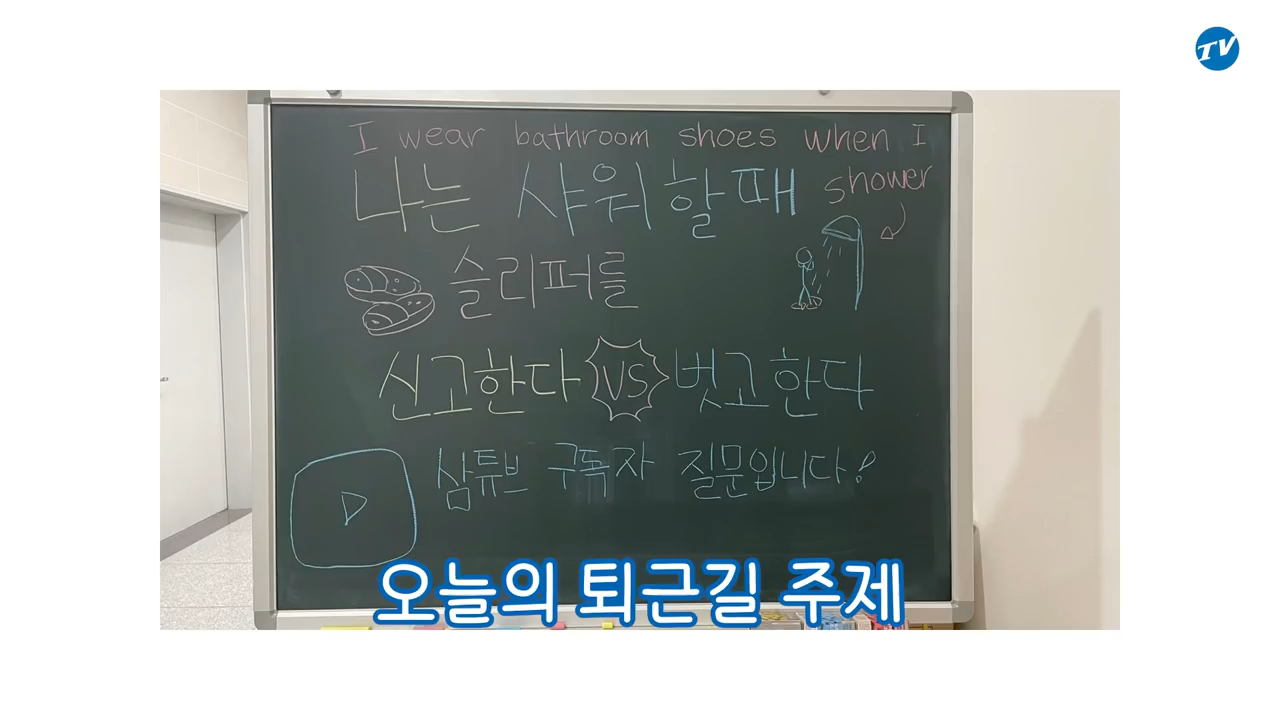 TV
I wear bathroom shoes when I
shower
나는 샤워할때
슬리퍼를
신고한다 VS 벗고한다
삼튜브 구독자 질문입니다!
오늘의 퇴근길 주제